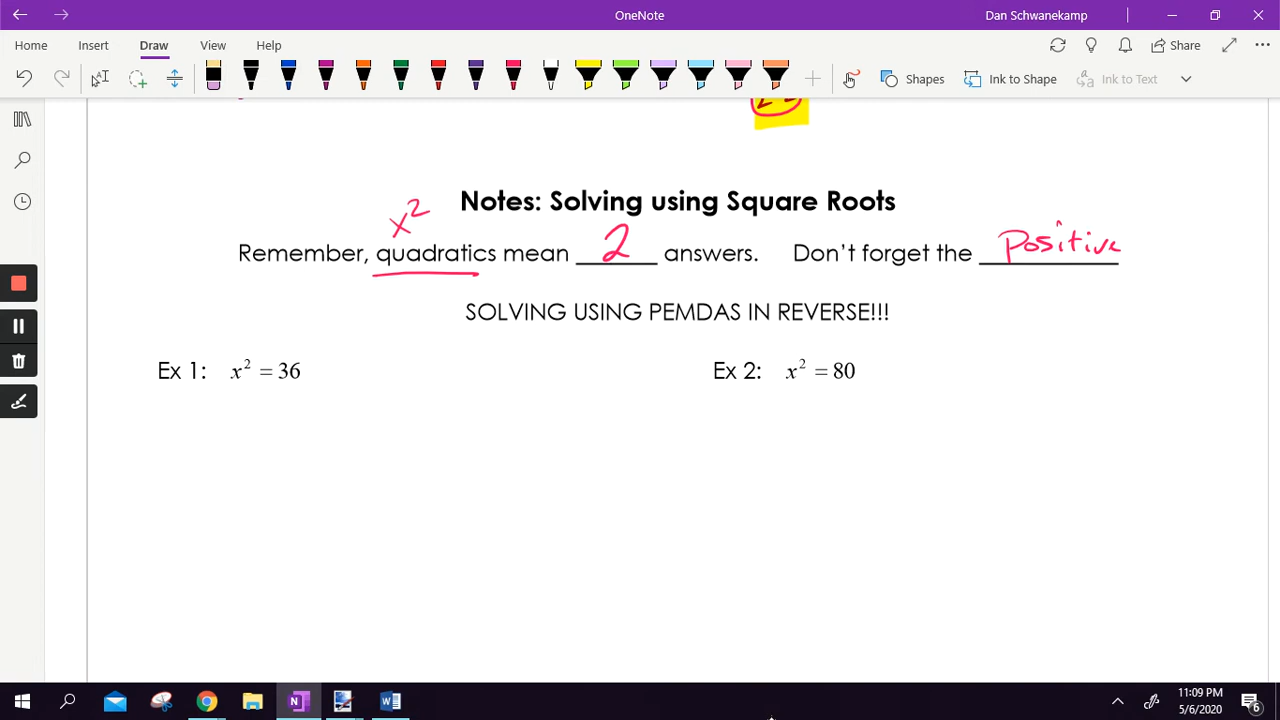 OneNote
Dan Schwanekamp
Home Insert Draw View Help
Share
Shapes Ink to Shape Ink to Text
Notes: Solving using Square Roots
x²
Remember, quadratics mean 2 answers. Don’t forget the positive
SOLVING USING PEMDAS IN REVERSE!!!
Ex 1: x² = 36 Ex 2: x² = 80
11:09 PM
5/6/2020
6